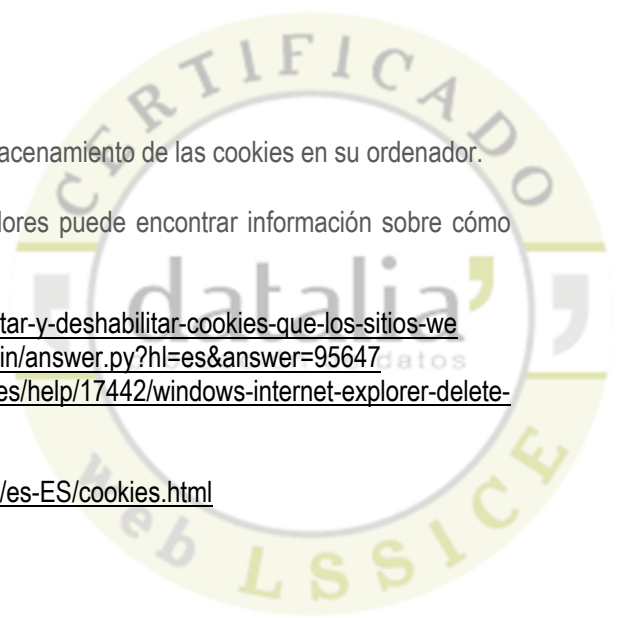 CERTIFICADO
acenamiento de las cookies en su ordenador.
lores puede encontrar información sobre cómo
datalia
tar-y-deshabilitar-cookies-que-los-sitios-we
in/answer.py?hl=es&answer=95647
datos
es/help/17442/windows-internet-explorer-delete-
/es-ES/cookies.html
web LSSICE